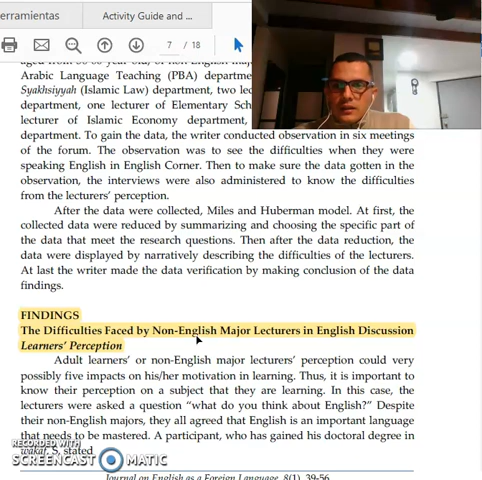 erramientas
Activity Guide and ...
7 / 18
Arabic Language Teaching (PBA) departme
Syakhsiyyah (Islamic Law) department, two lec
department, one lecturer of Elementary Sch
lecturer of Islamic Economy department,
department. To gain the data, the writer conducted observation in six meetings
of the forum. The observation was to see the difficulties when they were
speaking English in English Corner. Then to make sure the data gotten in the
observation, the interviews were also administered to know the difficulties
from the lecturers' perception.
After the data were collected, Miles and Huberman model. At first, the
collected data were reduced by summarizing and choosing the specific part of
the data that meet the research questions. Then after the data reduction, the
data were displayed by narratively describing the difficulties of the lecturers.
At last the writer made the data verification by making conclusion of the data
findings.
FINDINGS
The Difficulties Faced by Non-English Major Lecturers in English Discussion
Learners' Perception
Adult learners' or non-English major lecturers' perception could very
possibly five impacts on his/her motivation in learning. Thus, it is important to
know their perception on a subject that they are learning. In this case, the
lecturers were asked a question "what do you think about English?" Despite
their non-English majors, they all agreed that English is an important language
that needs to be mastered. A participant, who has gained his doctoral degree in
wakaf, S, stated
RECORDED WITH
SCREENCAST MATIC
Journal on English as a Foreign Language, 8(1), 39-56